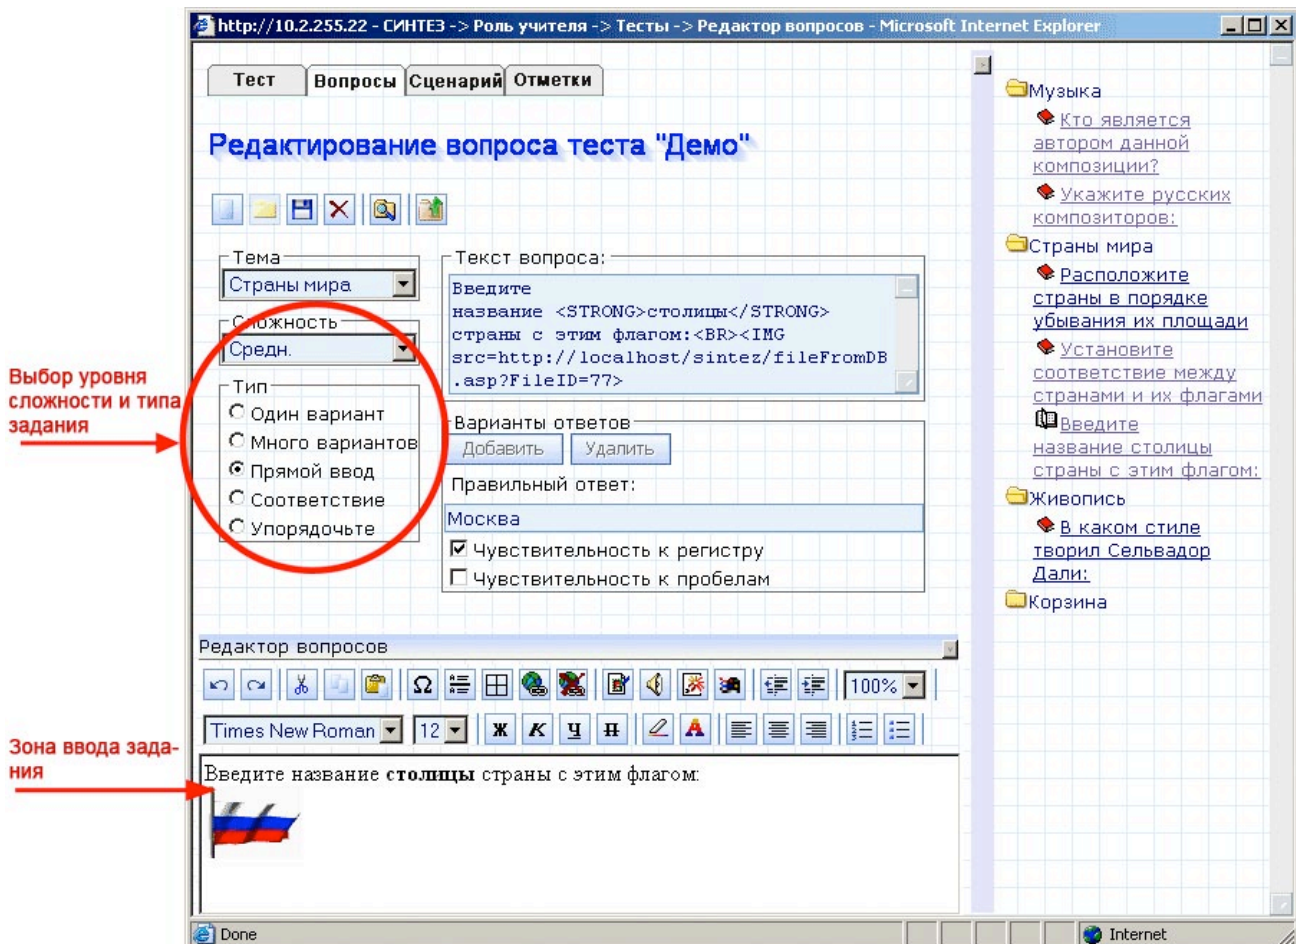 http://10.2.255.22 - СИНТЕЗ -> Роль учителя -> Тесты -> Редактор вопросов - Microsoft Internet Explorer
Тест
Вопросы
Сценарий
Отметки
Редактирование вопроса теста "Демо"
Тема
Страны мира
Сложность
Средн.
Тип
Один вариант
Много вариантов
Прямой ввод
Соответствие
Упорядочьте
Текст вопроса:
Введите
название <STRONG>столицы</STRONG>
страны с этим флагом:<BR><IMG
src=http://localhost/sintez/fileFromDB
.asp?FileID=77>
Варианты ответов
Добавить
Удалить
Правильный ответ:
Москва
Чувствительность к регистру
Чувствительность к пробелам
Выбор уровня
сложности и типа
задания
Редактор вопросов
100%
Times New Roman
12
Ж К Ч П
Введите название столицы страны с этим флагом:
Зона ввода зада-
ния
Музыка
Кто является
автором данной
композиции?
Укажите русских
композиторов:
Страны мира
Расположите
страны в порядке
убывания их площади
Установите
соответствие между
странами и их флагами
Введите
название столицы
страны с этим флагом:
Живопись
В каком стиле
творил Сельвадор
Дали:
Корзина
Done
Internet